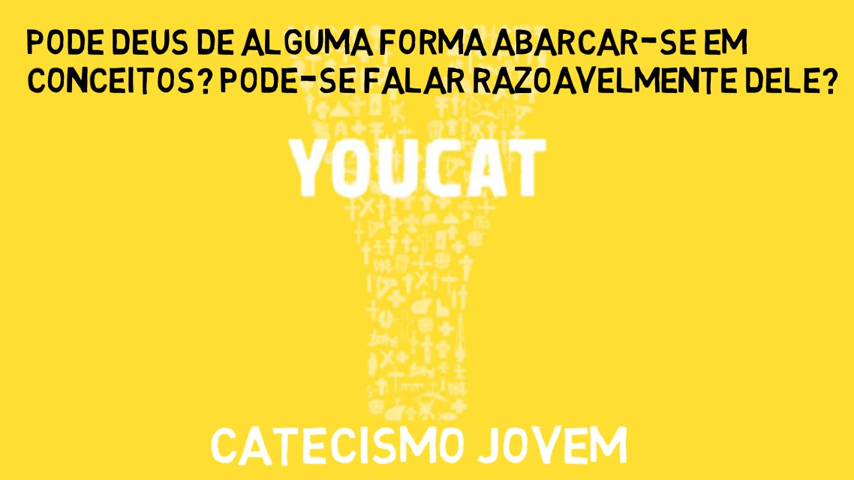 PODE DEUS DE ALGUMA FORMA ABARCAR-SE EM
CONCEITOS? PODE-SE FALAR RAZOAVELMENTE DELE?
YOUCAT
CATECISMO JOVEM